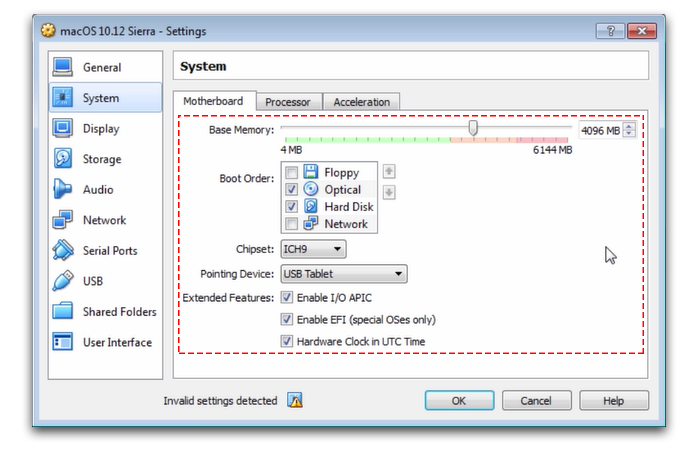 macOS 10.12 Sierra - Settings
General
System
Display
Storage
Audio
Network
Serial Ports
USB
Shared Folders
User Interface
System
Motherboard Processor Acceleration
Base Memory: 4096 MB
4 MB 6144 MB
Boot Order:
Floppy
Optical
Hard Disk
Network
Chipset: ICH9
Pointing Device: USB Tablet
Extended Features: Enable I/O APIC
Enable EFI (special OSes only)
Hardware Clock in UTC Time
Invalid settings detected OK Cancel Help